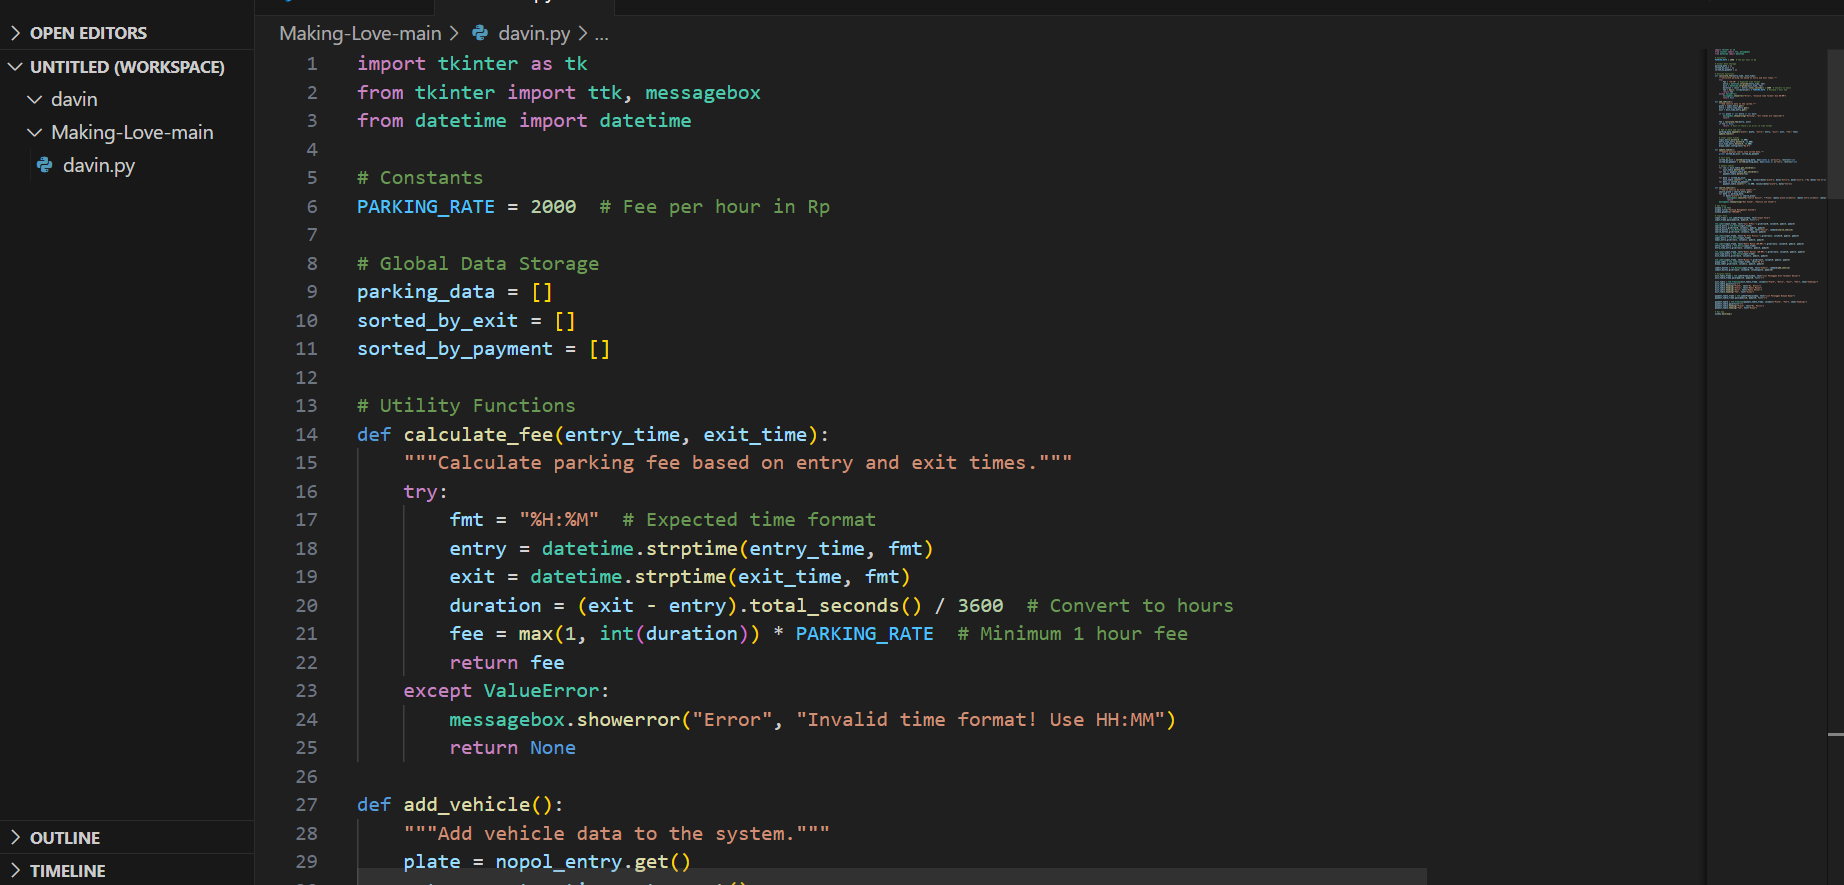 OPEN EDITORS
UNTITLED (WORKSPACE)
davin
Making-Love-main
davin.py
OUTLINE
TIMELINE
Making-Love-main > davin.py > ...
1 import tkinter as tk
2 from tkinter import ttk, messagebox
3 from datetime import datetime
4
5 # Constants
6 PARKING_RATE = 2000  # Fee per hour in Rp
7
8 # Global Data Storage
9 parking_data = []
10 sorted_by_exit = []
11 sorted_by_payment = []
12
13 # Utility Functions
14 def calculate_fee(entry_time, exit_time):
15     """Calculate parking fee based on entry and exit times."""
16     try:
17         fmt = "%H:%M"  # Expected time format
18         entry = datetime.strptime(entry_time, fmt)
19         exit = datetime.strptime(exit_time, fmt)
20         duration = (exit - entry).total_seconds() / 3600  # Convert to hours
21         fee = max(1, int(duration)) * PARKING_RATE  # Minimum 1 hour fee
22         return fee
23     except ValueError:
24         messagebox.showerror("Error", "Invalid time format! Use HH:MM")
25         return None
26
27 def add_vehicle():
28     """Add vehicle data to the system."""
29     plate = nopol_entry.get()